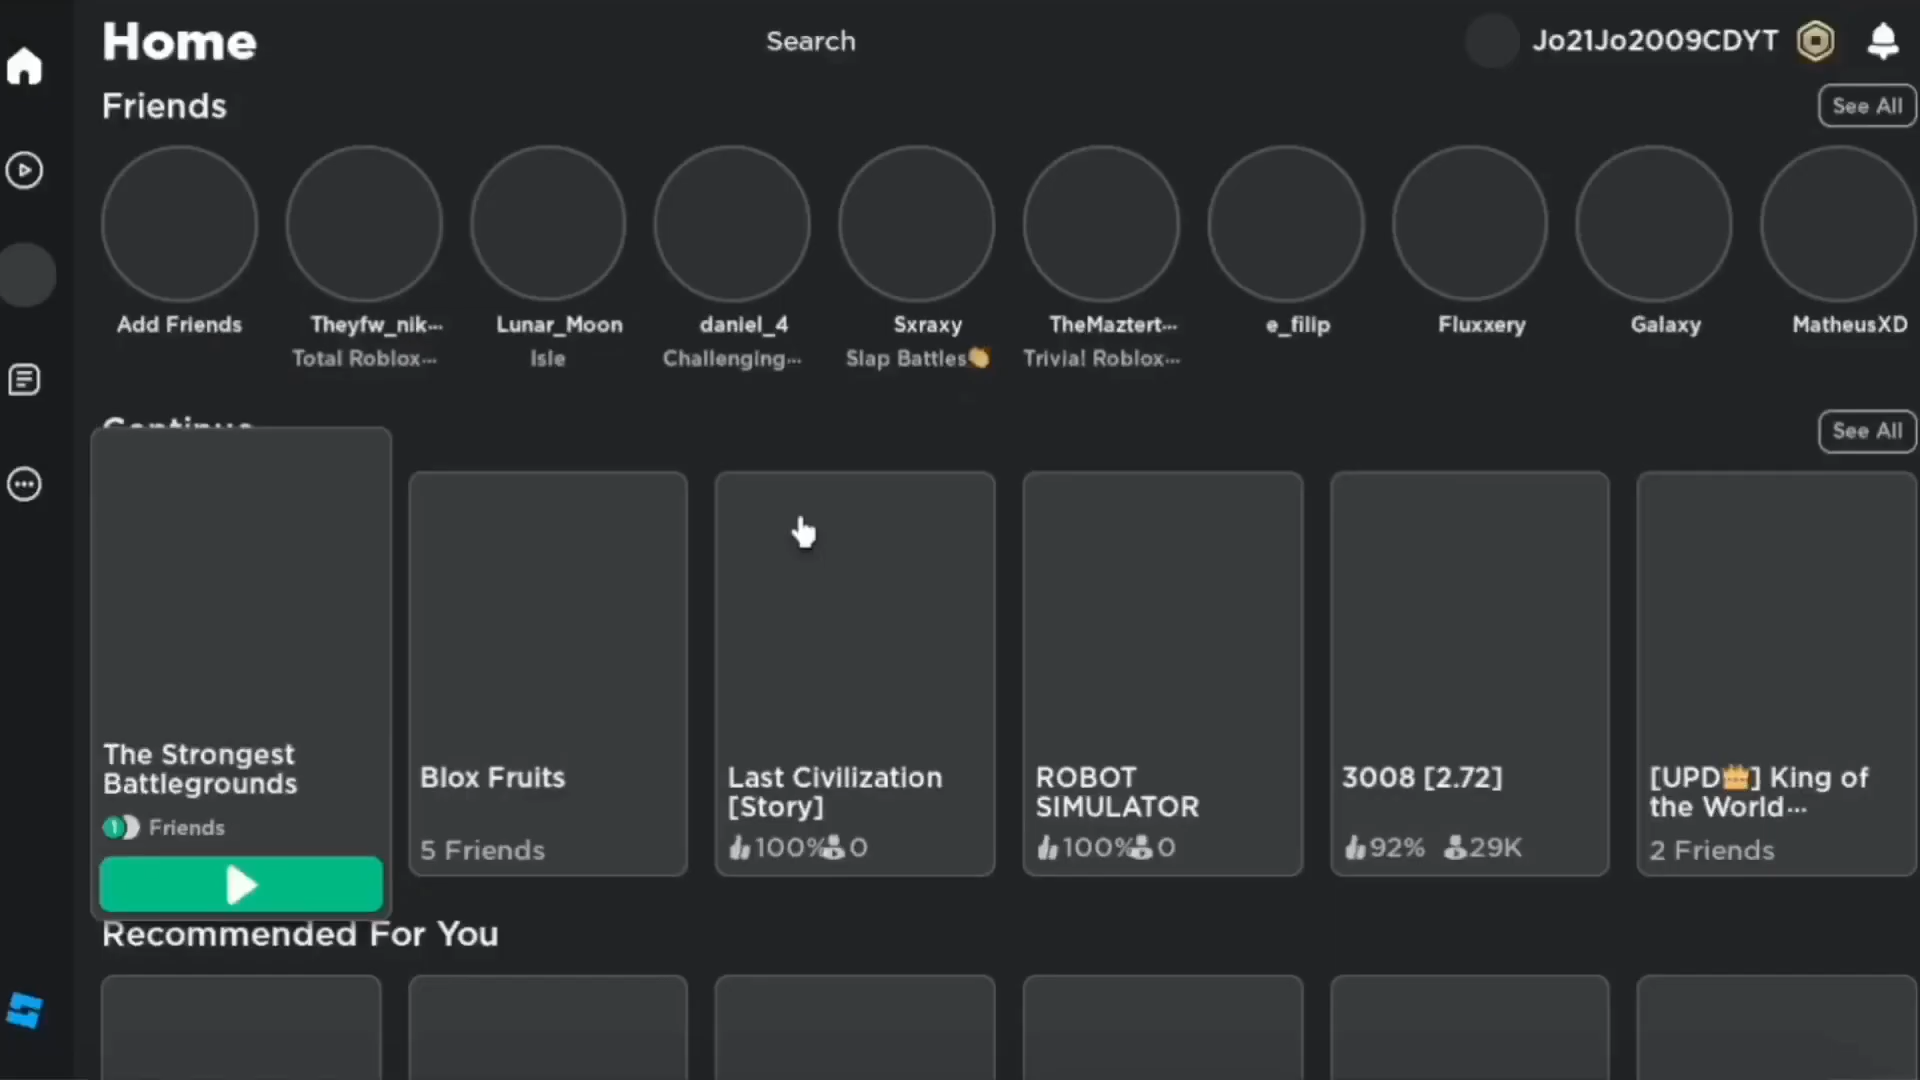 Home
Search
Jo21Jo2009CDYT
Friends
See All
Add Friends
Theyfw_nik...
Lunar_Moon
daniel_4
Sxraxy
TheMaztert...
e_filip
Fluxxery
Galaxy
MatheusXD
Total Roblox...
Isle
Challenging...
Slap Battles👏
Trivia! Roblox...
Continue
See All
The Strongest
Battlegrounds
1 Friends
Blox Fruits
5 Friends
Last Civilization
[Story]
100% 0
ROBOT
SIMULATOR
100% 0
3008 [2.72]
92% 29K
[UPD👑] King of
the World...
2 Friends
Recommended For You